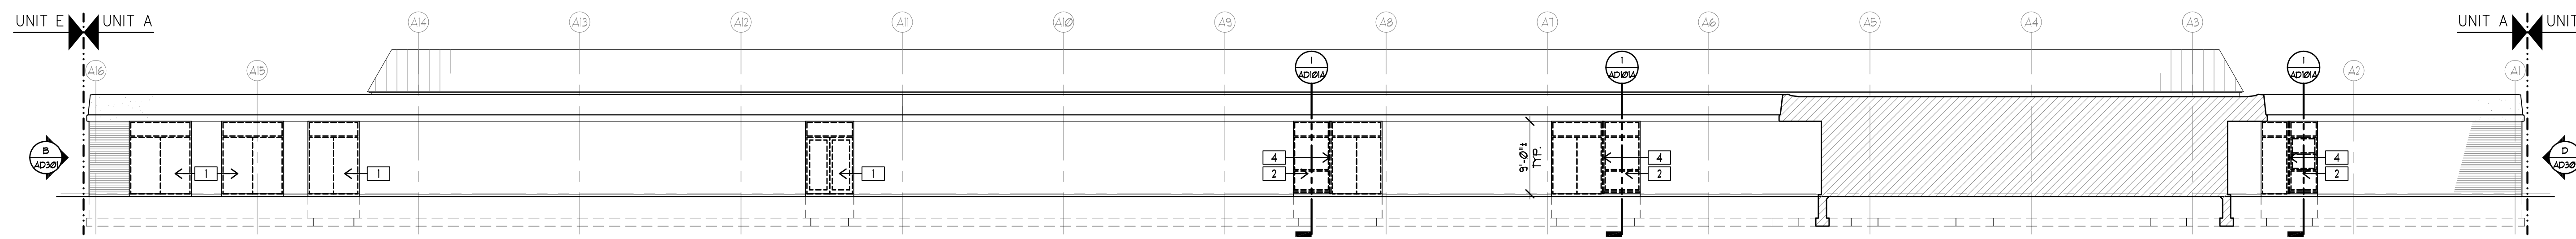 UNIT E UNIT A
A14 A13 A12 A11 A10 A9 A8 A7 A6 A5 A4 A3
UNIT A UNIT
A16 A15
1
AD101A
1
AD101A
1
AD101A
A2 A1
B
AD301
9'-0"±
TYP.
4
4
4
1 1 1
2
2
2
D
AD30